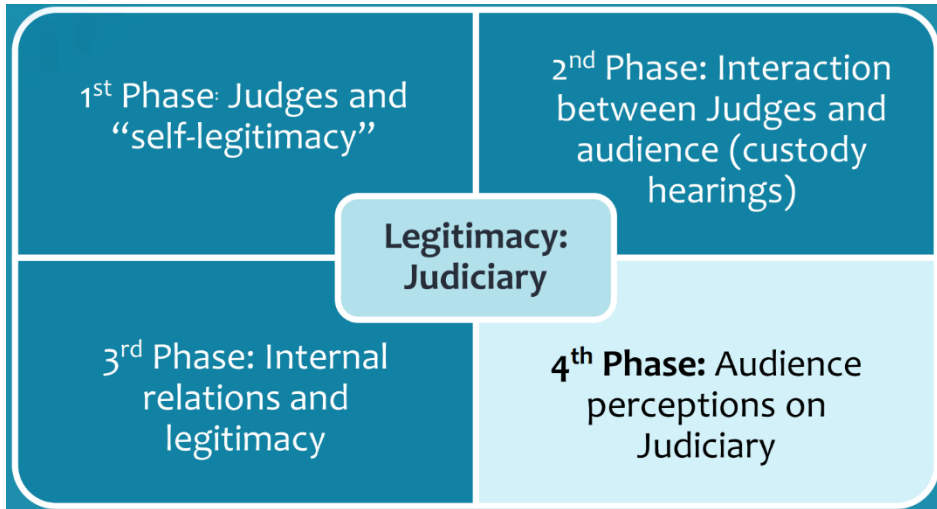 1st Phase: Judges and
“self-legitimacy”
2nd Phase: Interaction
between Judges and
audience (custody
hearings)
Legitimacy:
Judiciary
3rd Phase: Internal
relations and
legitimacy
4th Phase: Audience
perceptions on
Judiciary